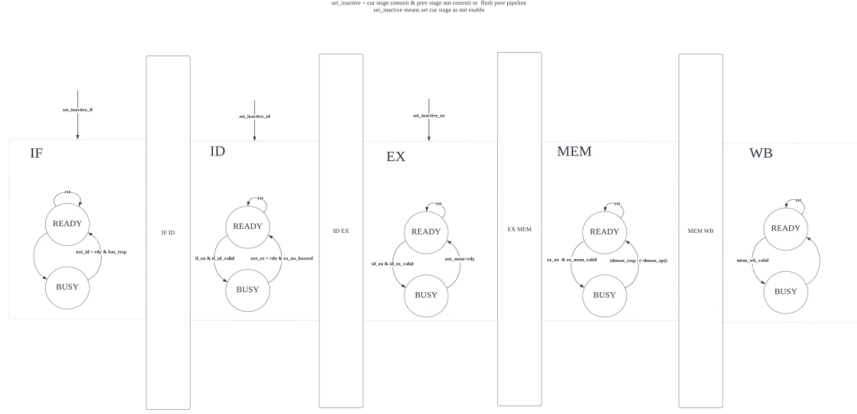 set_inactive = cur stage commit & prev stage not commit or flush prev pipeline
set_inactive means set cur stage as not enable
set_inactive_if
set_inactive_id
set_inactive_ex
IF
ID
EX
MEM
WB
rst
rst
rst
rst
rst
READY
READY
READY
READY
READY
IF ID
ID EX
EX MEM
MEM WB
nxt_id = rdy & has_resp
if_en & if_id_valid
nxt_ex = rdy & ex_no_hazard
id_en & id_ex_valid
nxt_mem=rdy
ex_en & ex_mem_valid
(dmem_resp | (~dmem_op))
mem_wb_valid
BUSY
BUSY
BUSY
BUSY
BUSY